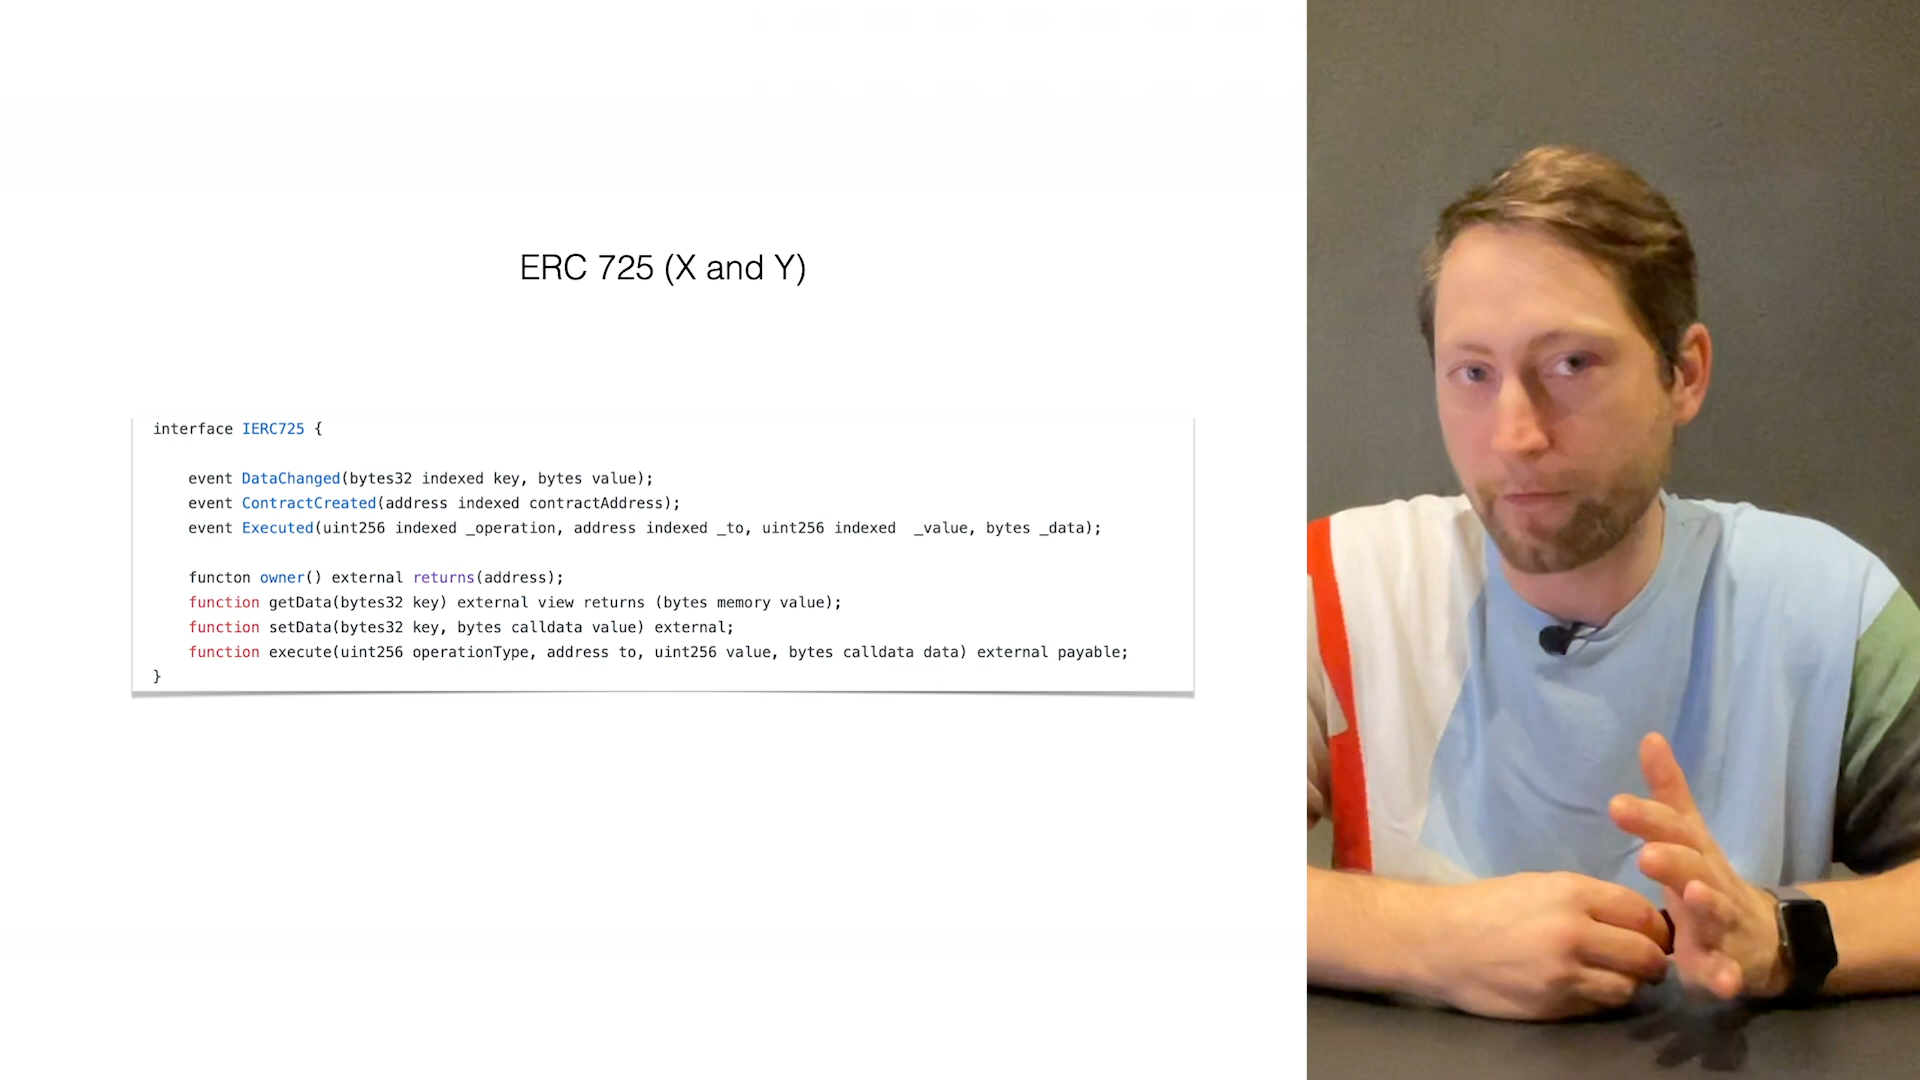 ERC 725 (X and Y)
interface IERC725 {
event DataChanged(bytes32 indexed key, bytes value);
event ContractCreated(address indexed contractAddress);
event Executed(uint256 indexed _operation, address indexed _to, uint256 indexed  _value, bytes _data);
functon owner() external returns(address);
function getData(bytes32 key) external view returns (bytes memory value);
function setData(bytes32 key, bytes calldata value) external;
function execute(uint256 operationType, address to, uint256 value, bytes calldata data) external payable;
}